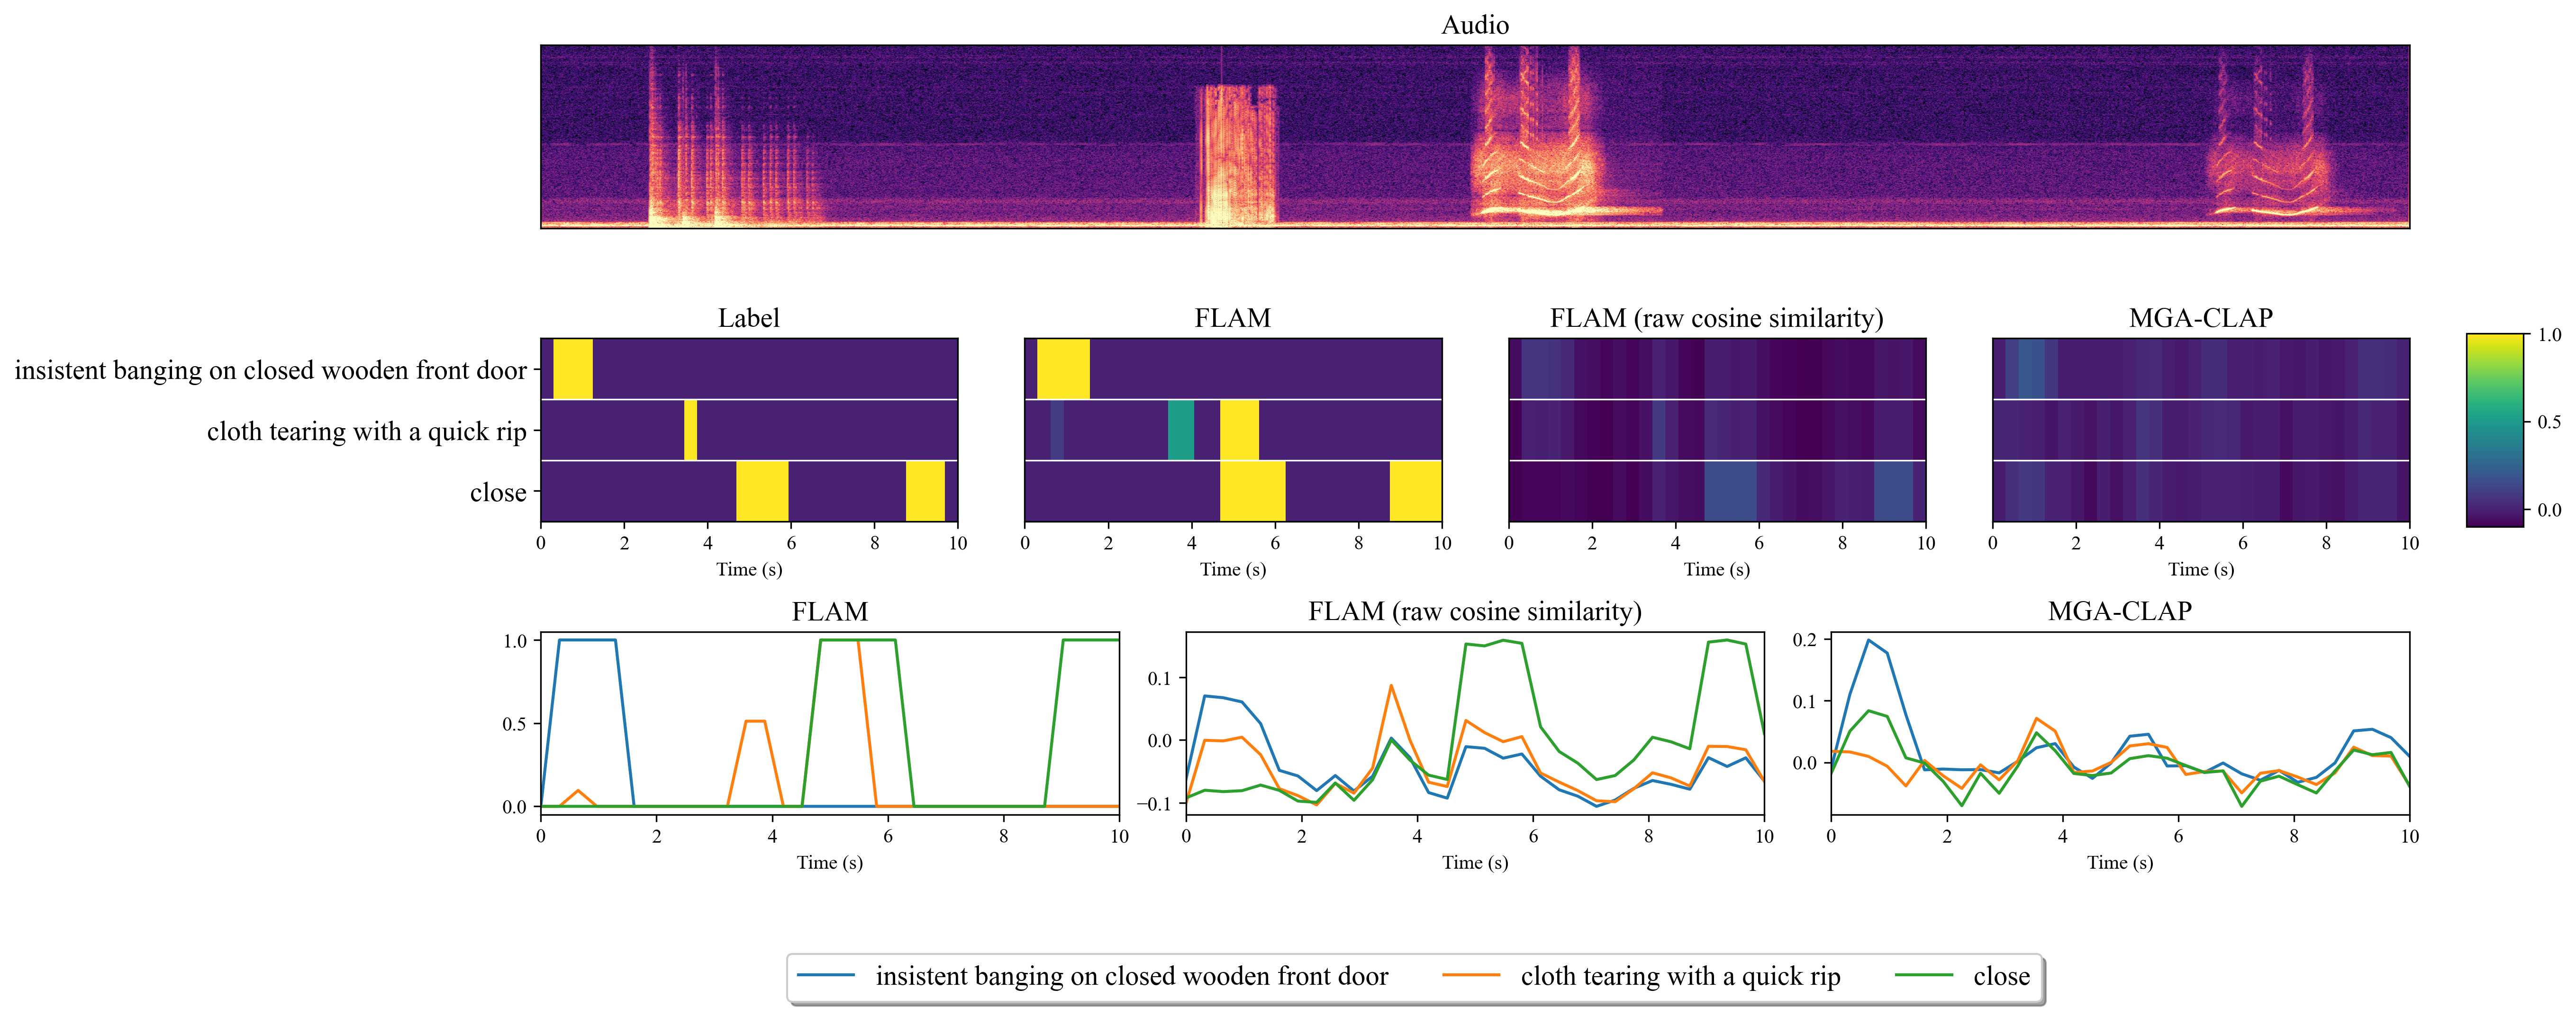 Audio
Label
FLAM
FLAM (raw cosine similarity)
MGA-CLAP
insistent banging on closed wooden front door
cloth tearing with a quick rip
close
1.0
0.5
0.0
0 2 4 6 8 10
0 2 4 6 8 10
0 2 4 6 8 10
0 2 4 6 8 10
Time (s)
Time (s)
Time (s)
Time (s)
FLAM
1.0
0.5
0.0
0 2 4 6 8 10
Time (s)
FLAM (raw cosine similarity)
0.1
0.0
−0.1
0 2 4 6 8 10
Time (s)
MGA-CLAP
0.2
0.1
0.0
0 2 4 6 8 10
Time (s)
insistent banging on closed wooden front door
cloth tearing with a quick rip
close